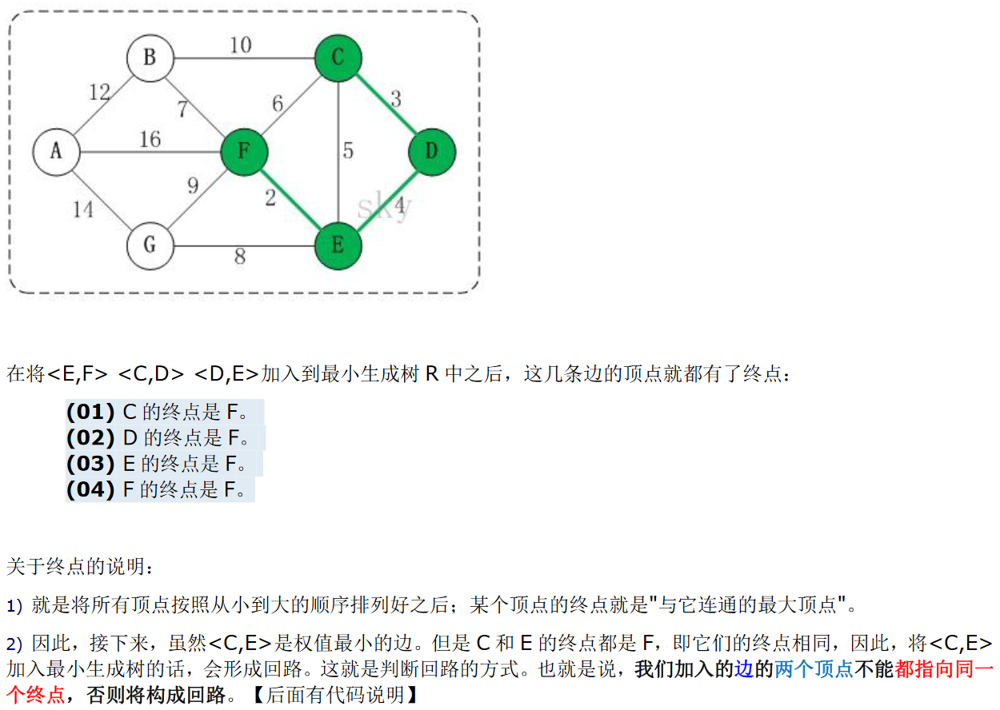 B
10
C
12
7
6
3
A
16
F
5
D
14
9
2
sky
4
G
8
E
在将<E,F> <C,D> <D,E>加入到最小生成树 R 中之后，这几条边的顶点就都有了终点：
(01) C 的终点是 F。
(02) D 的终点是 F。
(03) E 的终点是 F。
(04) F 的终点是 F。
关于终点的说明：
1) 就是将所有顶点按照从小到大的顺序排列好之后；某个顶点的终点就是"与它连通的最大顶点"。
2) 因此，接下来，虽然<C,E>是权值最小的边。但是 C 和 E 的终点都是 F，即它们的终点相同，因此，将<C,E>
加入最小生成树的话，会形成回路。这就是判断回路的方式。也就是说，我们加入的边的两个顶点不能都指向同一
个终点，否则将构成回路。【后面有代码说明】